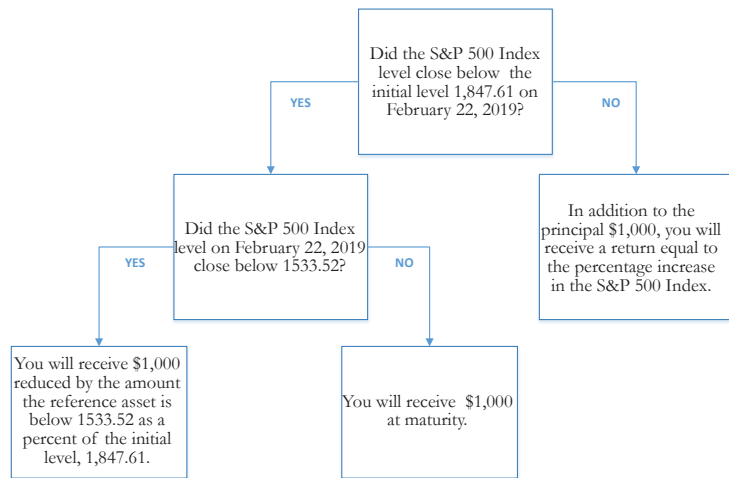 Did the S&P 500 Index
level close below the
initial level 1,847.61 on
February 22, 2019?
YES
NO
Did the S&P 500 Index
level on February 22, 2019
close below 1533.52?
In addition to the
principal $1,000, you will
receive a return equal to
the percentage increase
in the S&P 500 Index.
YES
NO
You will receive $1,000
reduced by the amount
the reference asset is
below 1533.52 as a
percent of the initial
level, 1,847.61.
You will receive $1,000
at maturity.